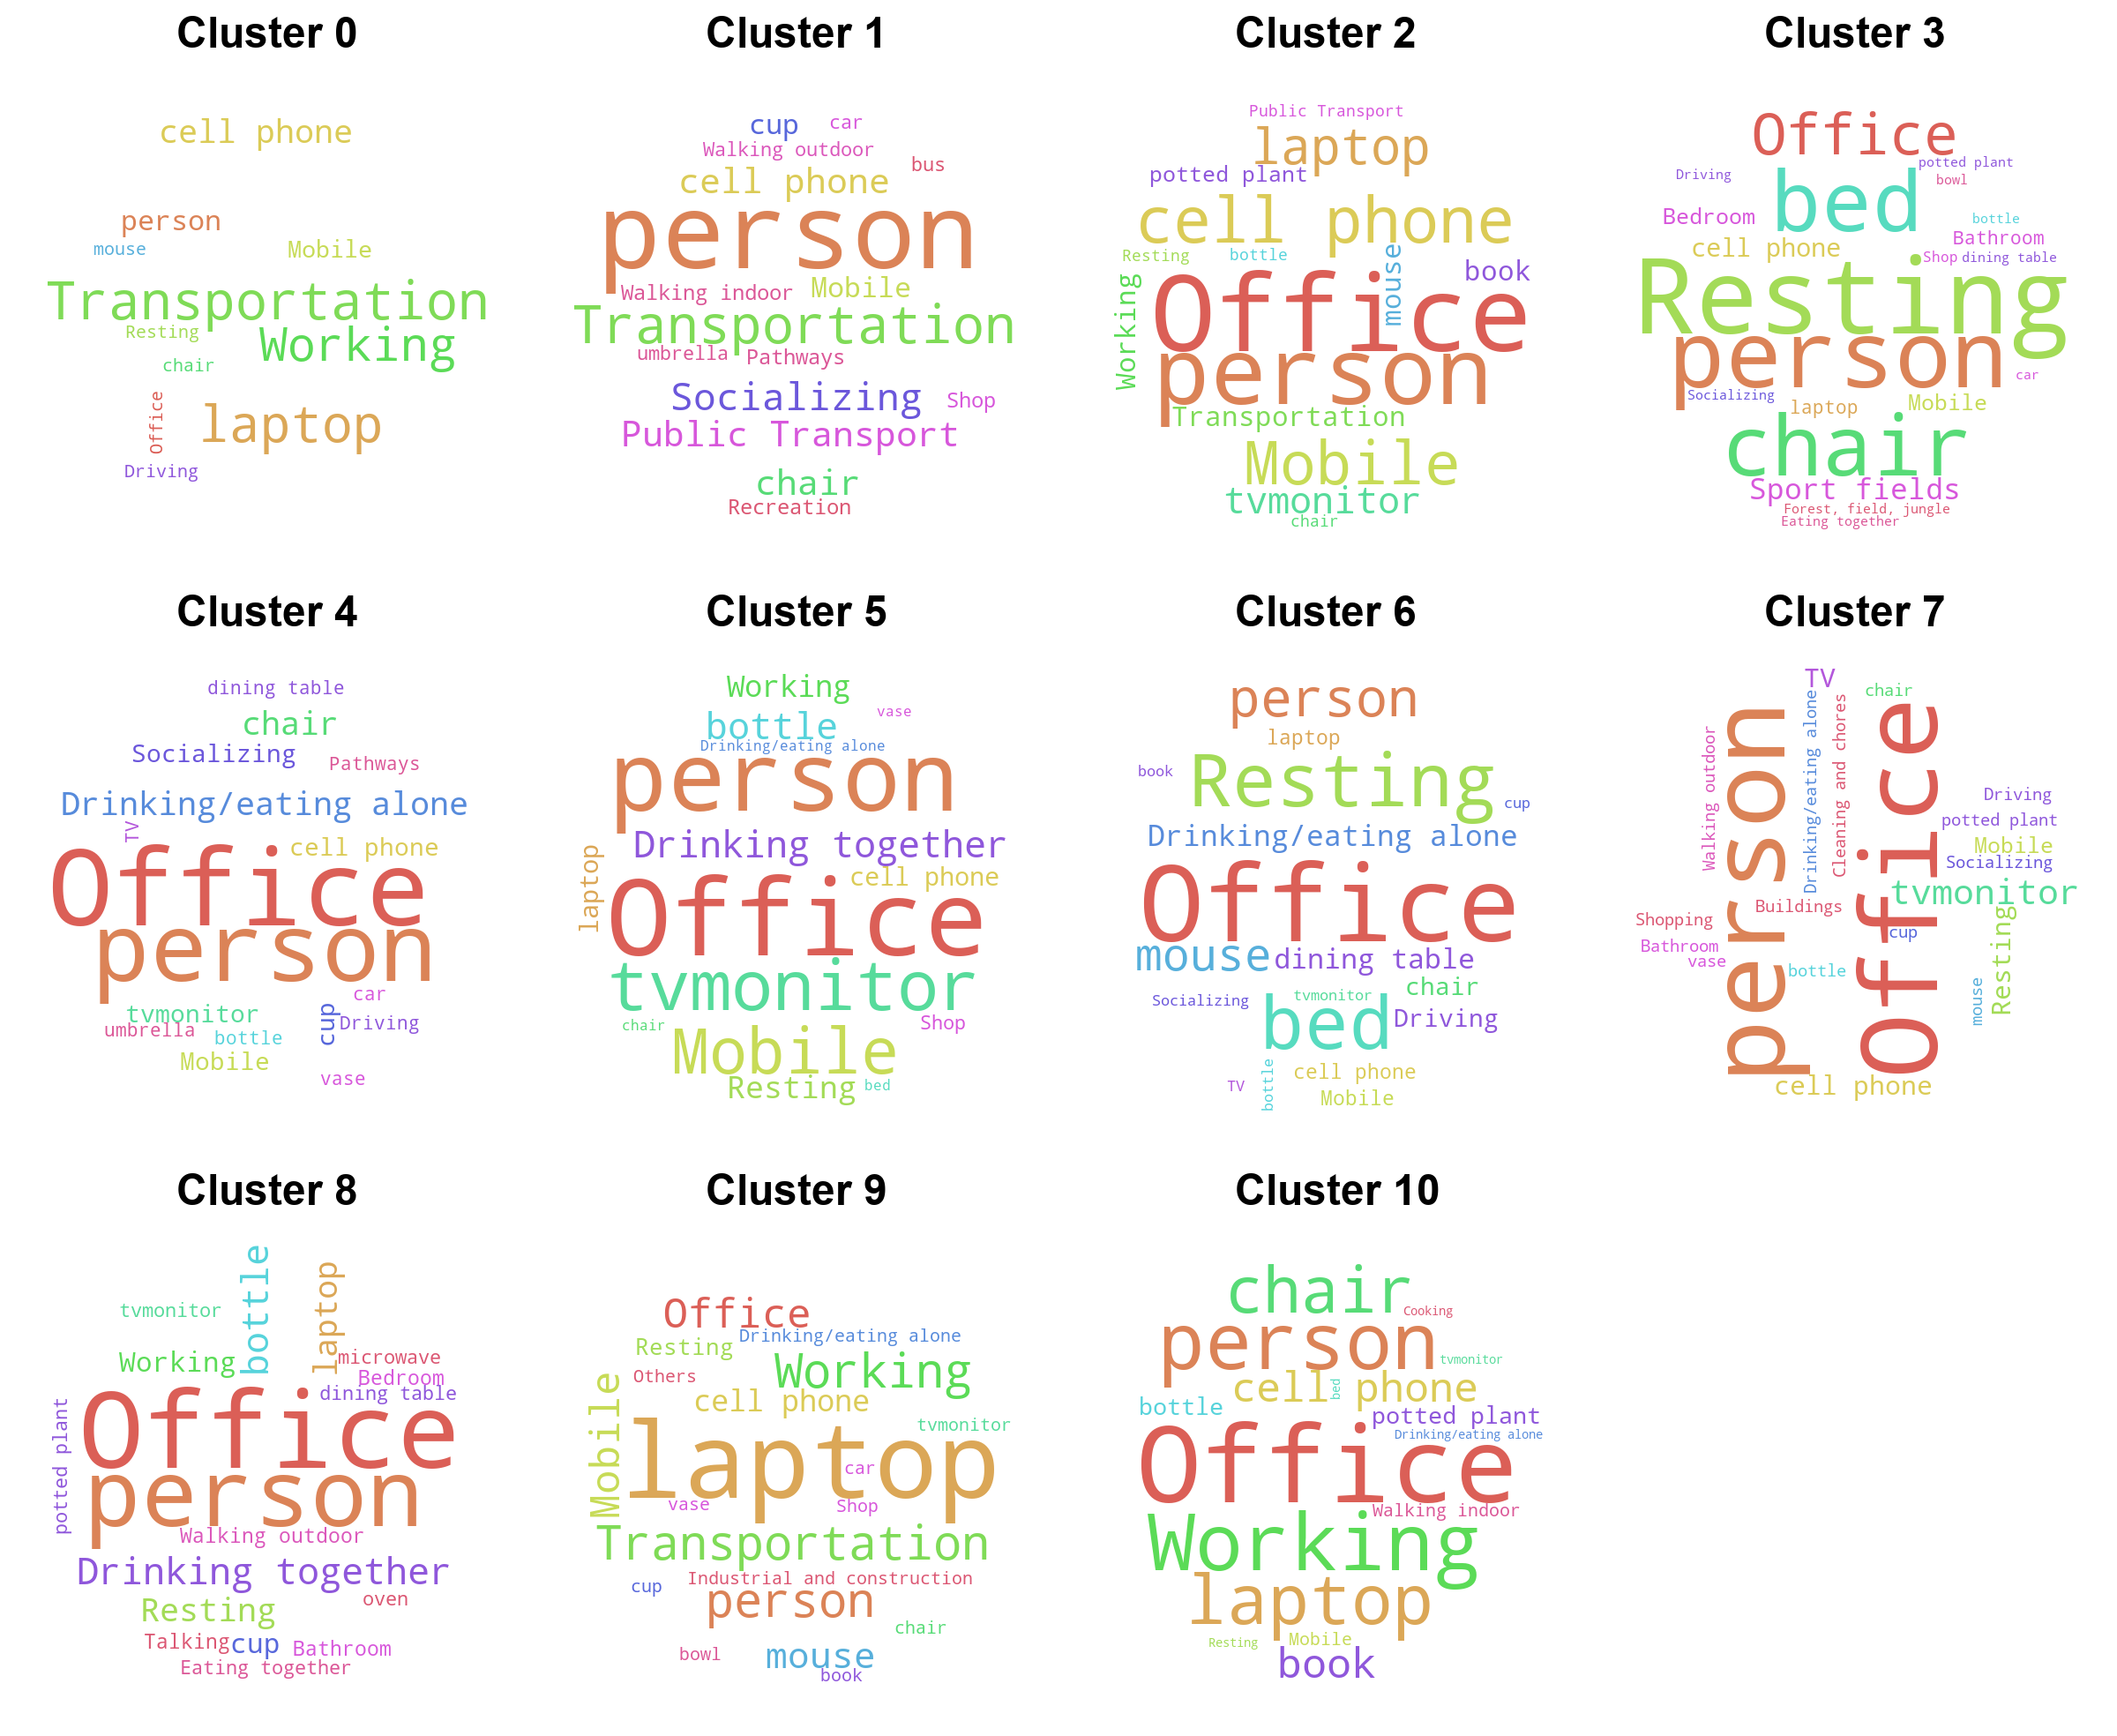 Cluster 0
cell phone
person
mouse
Mobile
Transportation
Resting
Working
chair
Office
laptop
Driving
Cluster 1
cup
car
Walking outdoor
bus
cell phone
person
Walking indoor
Mobile
Transportation
umbrella
Pathways
Socializing
Shop
Public Transport
chair
Recreation
Cluster 2
Public Transport
laptop
potted plant
cell phone
Resting
bottle
mouse
book
Working
Office
person
Transportation
Mobile
tvmonitor
chair
Cluster 3
Office
potted plant
Driving
bowl
bed
Bedroom
bottle
cell phone
Bathroom
Shop
dining table
Resting
person
car
Socializing
laptop
Mobile
chair
Sport fields
Forest, field, jungle
Eating together
Cluster 4
dining table
chair
Socializing
Pathways
Drinking/eating alone
TV
cell phone
Office
person
car
tvmonitor
cup
Driving
umbrella
bottle
Mobile
vase
Cluster 5
Working
vase
bottle
Drinking/eating alone
person
Drinking together
laptop
cell phone
Office
tvmonitor
chair
Shop
Mobile
Resting
bed
Cluster 6
person
laptop
book
Resting
cup
Drinking/eating alone
Office
mouse
dining table
Socializing
tvmonitor
chair
bed
Driving
TV
bottle
cell phone
Mobile
Cluster 7
TV
chair
Walking outdoor
person
Drinking/eating alone
Cleaning and chores
Office
Driving
potted plant
Mobile
Socializing
tvmonitor
Shopping
Buildings
cup
Resting
Bathroom
vase
bottle
mouse
cell phone
Cluster 8
tvmonitor
bottle
laptop
Working
microwave
Bedroom
dining table
potted plant
Office
person
Walking outdoor
Drinking together
Resting
oven
Talking
cup
Bathroom
Eating together
Cluster 9
Office
Resting
Drinking/eating alone
Others
Working
Mobile
cell phone
tvmonitor
laptop
car
vase
Shop
Transportation
cup
Industrial and construction
person
chair
bowl
mouse
book
Cluster 10
chair
Cooking
person
tvmonitor
cell phone
bed
bottle
potted plant
Drinking/eating alone
Office
Walking indoor
Working
laptop
Resting
Mobile
book